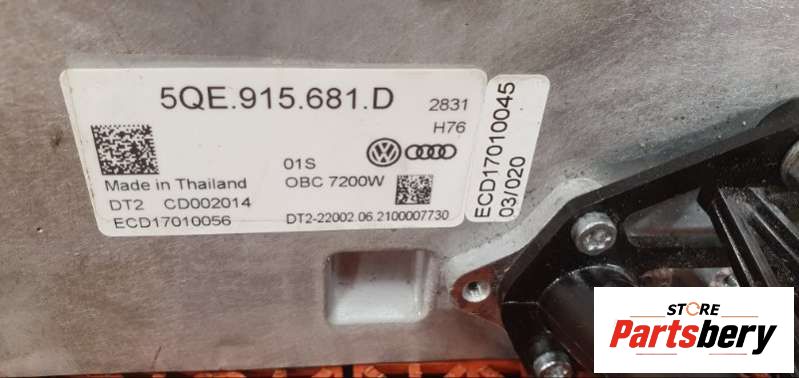 5QE.915.681.D
2831
H76
01S
OBC 7200W
Made in Thailand
DT2 CD002014
ECD17010056
DT2-22002.06.2100007730
ECD17010045
03/020
STORE
Partsbery